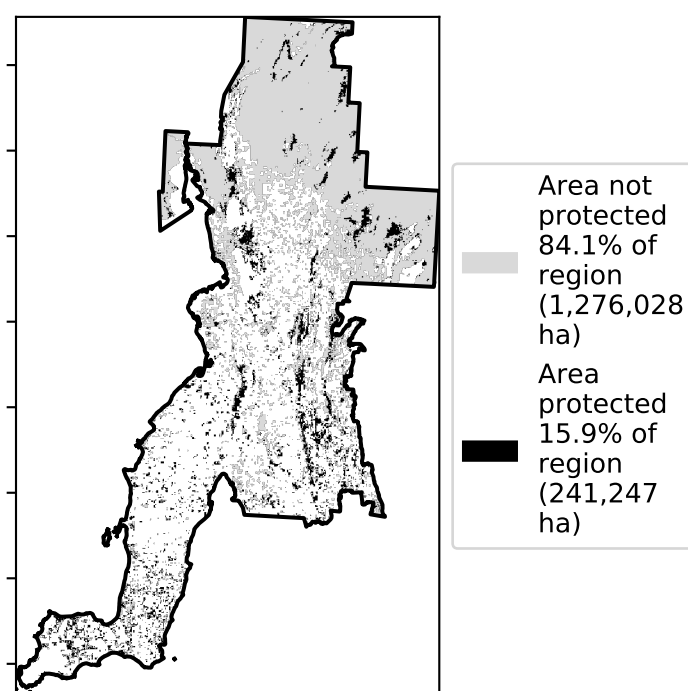 Area not
protected
84.1% of
region
(1,276,028
ha)
Area
protected
15.9% of
region
(241,247
ha)